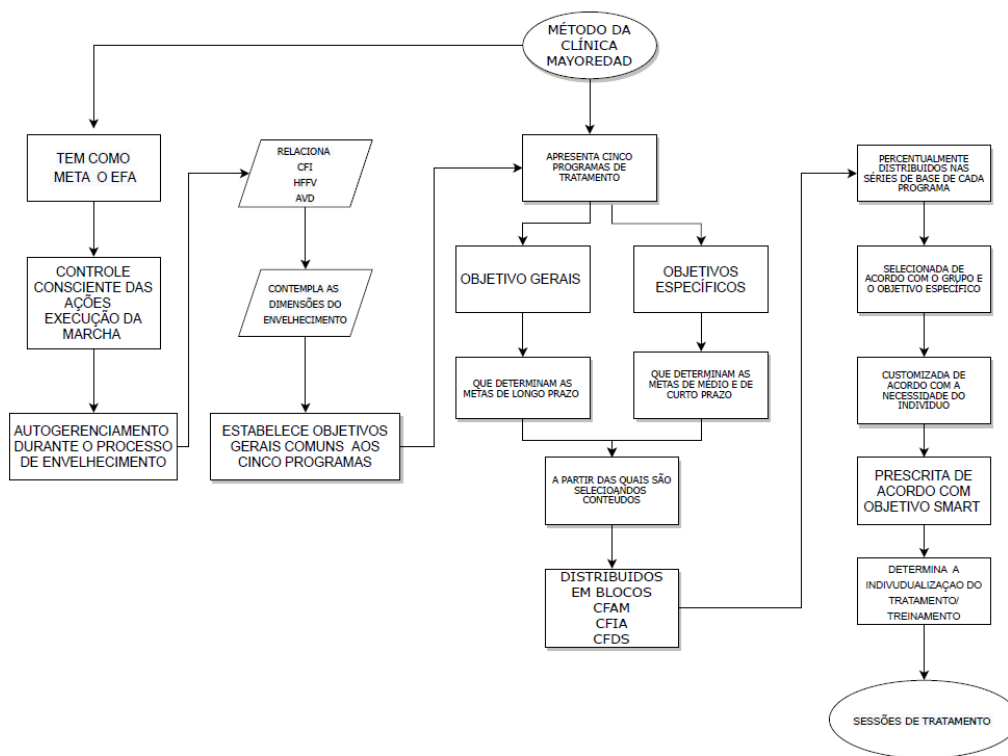 MÉTODO DA
CLÍNICA
MAYOREDAD
TEM COMO
META O EFA
CONTROLE
CONSCIENTE DAS
AÇÕES
EXECUÇÃO DA
MARCHA
AUTOGERENCIAMENTO
DURANTE O PROCESSO
DE ENVELHECIMENTO
RELACIONA
CFI
HFFV
AVD
CONTEMPLA AS
DIMENSÕES DO
ENVELHECIMENTO
ESTABELECE OBJETIVOS
GERAIS COMUNS AOS
CINCO PROGRAMAS
APRESENTA CINCO
PROGRAMAS DE
TRATAMENTO
OBJETIVO GERAIS
OBJETIVOS
ESPECÍFICOS
QUE DETERMINAM AS
METAS DE LONGO PRAZO
QUE DETERMINAM AS
METAS DE MÉDIO E DE
CURTO PRAZO
A PARTIR DAS QUAIS SÃO
SELECIOANDOS
CONTEÚDOS
DISTRIBUIDOS
EM BLOCOS
CFAM
CFIA
CFDS
PERCENTUALMENTE
DISTRIBUIDOS NAS
SÉRIES DE BASE DE CADA
PROGRAMA
SELECIONADA DE
ACORDO COM O GRUPO E
O OBJETIVO ESPECÍFICO
CUSTOMIZADA DE
ACORDO COM A
NECESSIDADE DO
INDIVÍDUO
PRESCRITA DE
ACORDO COM
OBJETIVO SMART
DETERMINA A
INDIVUDUALIZAÇAO DO
TRATAMENTO/
TREINAMENTO
SESSÕES DE TRATAMENTO